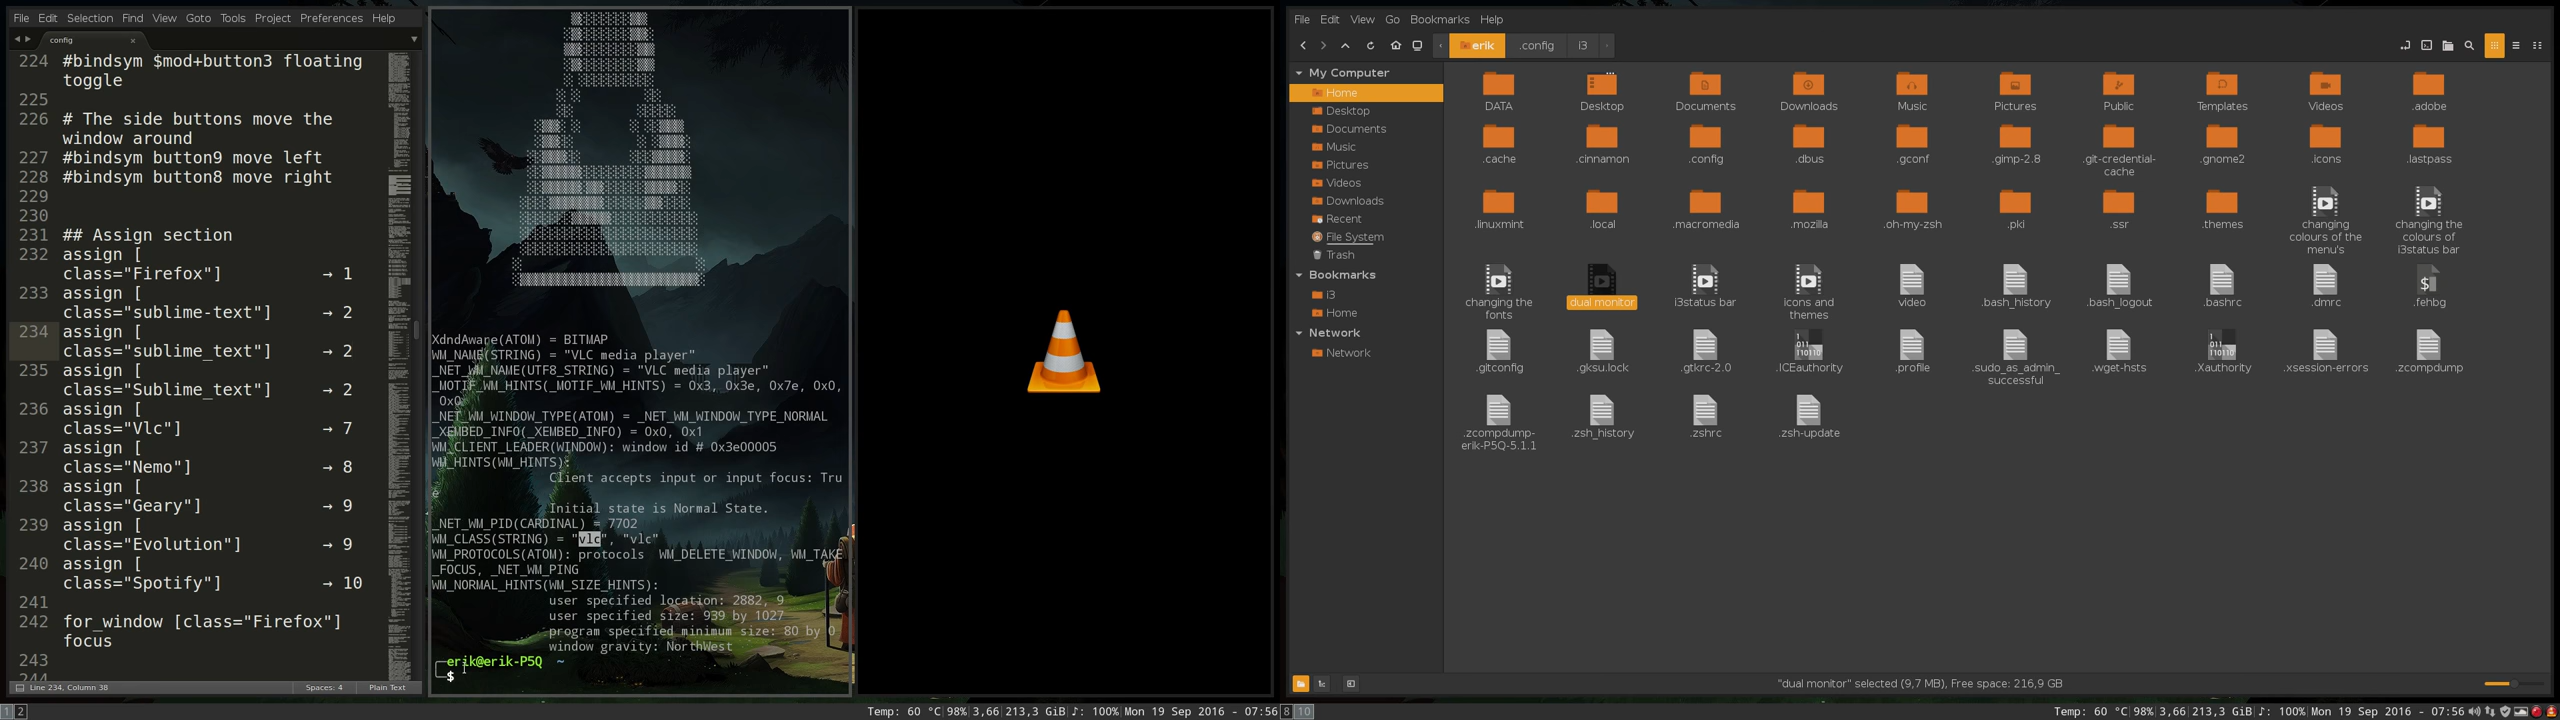 File Edit Selection Find View Goto Tools Project Preferences Help
config
224 #bindsym $mod+button3 floating
toggle
225
226 # The side buttons move the
window around
227 #bindsym button9 move left
228 #bindsym button8 move right
229
230
231 ## Assign section
232 assign [
class="Firefox"] → 1
233 assign [
class="sublime-text"] → 2
234 assign [
class="sublime_text"] → 2
235 assign [
class="Sublime_text"] → 2
236 assign [
class="Vlc"] → 7
237 assign [
class="Nemo"] → 8
238 assign [
class="Geary"] → 9
239 assign [
class="Evolution"] → 9
240 assign [
class="Spotify"] → 10
241
242 for_window [class="Firefox"]
focus
243
244
Line 234, Column 38 Spaces: 4 Plain Text
XdndAware(ATOM) = BITMAP
WM_NAME(STRING) = "VLC media player"
_NET_WM_NAME(UTF8_STRING) = "VLC media player"
_MOTIF_WM_HINTS(_MOTIF_WM_HINTS) = 0x3, 0x3e, 0x7e, 0x0,
0x0
_NET_WM_WINDOW_TYPE(ATOM) = _NET_WM_WINDOW_TYPE_NORMAL
_XEMBED_INFO(_XEMBED_INFO) = 0x0, 0x1
WM_CLIENT_LEADER(WINDOW): window id # 0x3e00005
WM_HINTS(WM_HINTS):
Client accepts input or input focus: Tru
e
Initial state is Normal State.
_NET_WM_PID(CARDINAL) = 7702
WM_CLASS(STRING) = "vlc", "vlc"
WM_PROTOCOLS(ATOM): protocols WM_DELETE_WINDOW, WM_TAKE
_FOCUS, _NET_WM_PING
WM_NORMAL_HINTS(WM_SIZE_HINTS):
user specified location: 2882, 9
user specified size: 939 by 1027
program specified minimum size: 80 by 0
window gravity: NorthWest
erik@erik-P5Q ~
$
File Edit View Go Bookmarks Help
erik .config i3
My Computer
Home
Desktop
Documents
Music
Pictures
Videos
Downloads
Recent
File System
Trash
Bookmarks
i3
Home
Network
Network
DATA Desktop Documents Downloads Music Pictures Public Templates Videos .adobe
.cache .cinnamon .config .dbus .gconf .gimp-2.8 .git-credential-cache .gnome2 .icons .lastpass
.linuxmint .local .macromedia .mozilla .oh-my-zsh .pki .ssr .themes changing colours of the menu's changing the colours of i3status bar
changing the fonts dual monitor i3status bar icons and themes video .bash_history .bash_logout .bashrc .dmrc .fehbg
.gitconfig .gksu.lock .gtkrc-2.0 .ICEauthority .profile .sudo_as_admin_successful .wget-hsts .Xauthority .xsession-errors .zcompdump
.zcompdump-erik-P5Q-5.1.1 .zsh_history .zshrc .zsh-update
"dual monitor" selected (9,7 MB), Free space: 216,9 GB
1 2 Temp: 60 °C 98% 3,66 213,3 GiB ♪: 100% Mon 19 Sep 2016 - 07:56
8 10 Temp: 60 °C 98% 3,66 213,3 GiB ♪: 100% Mon 19 Sep 2016 - 07:56